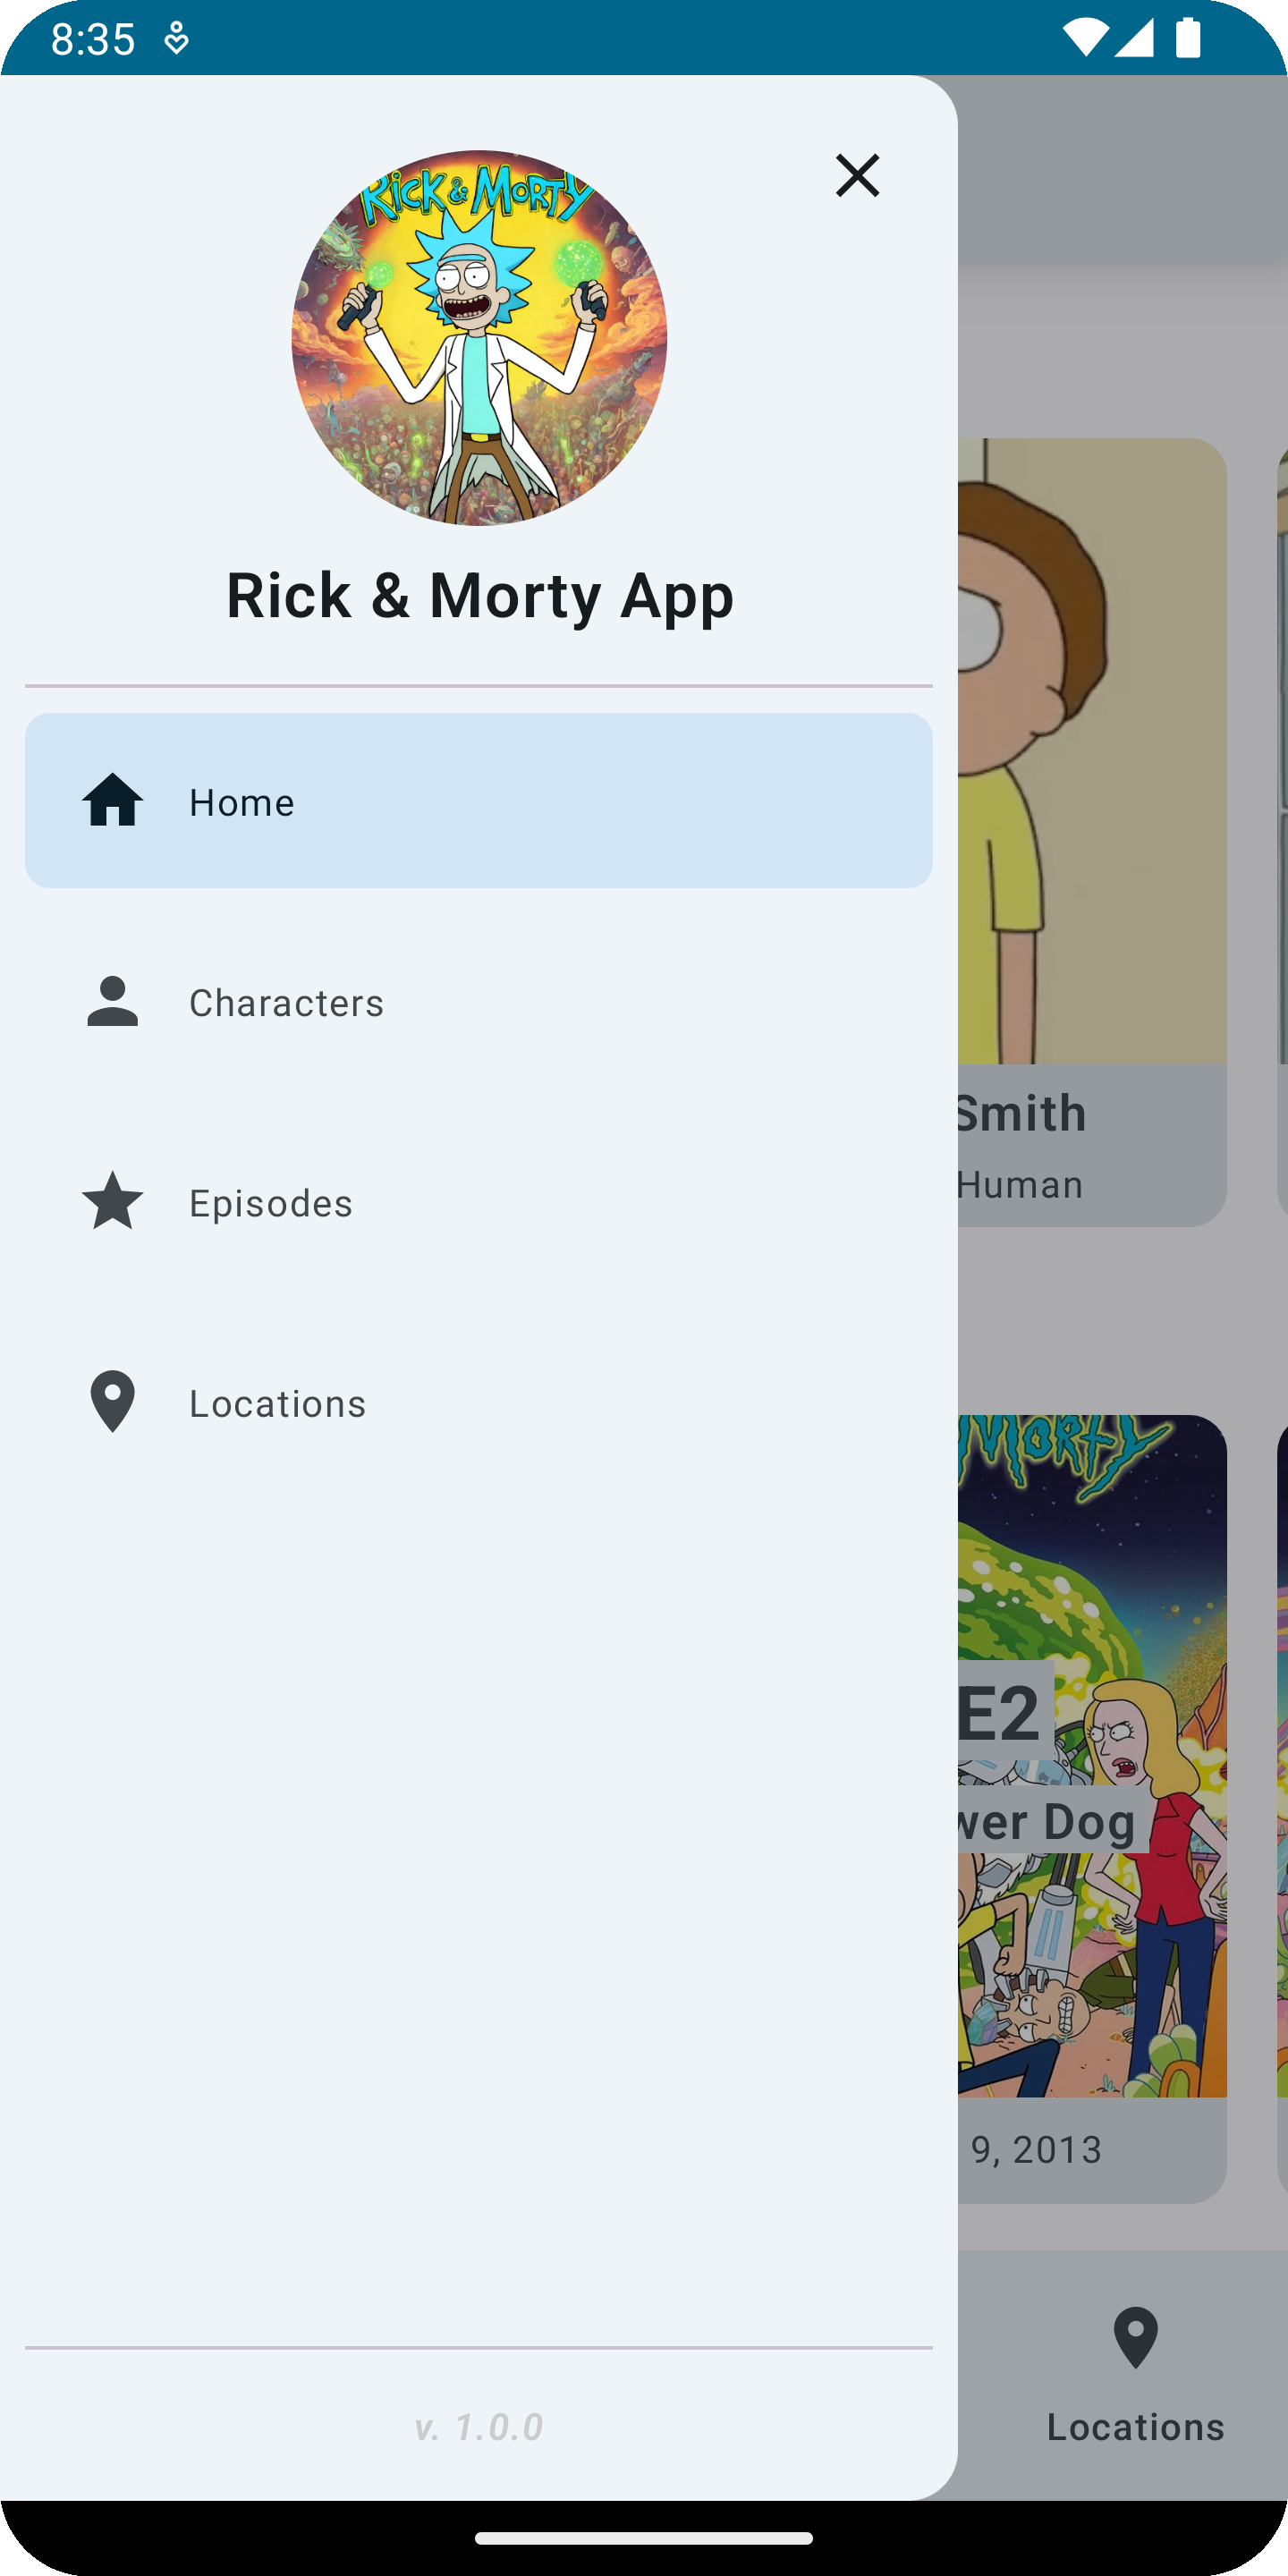 8:35
RICK & MORTY
Rick & Morty App
Home
Characters
Episodes
Locations
v. 1.0.0
Smith
Human
MORTY
E2
wer Dog
9, 2013
Locations